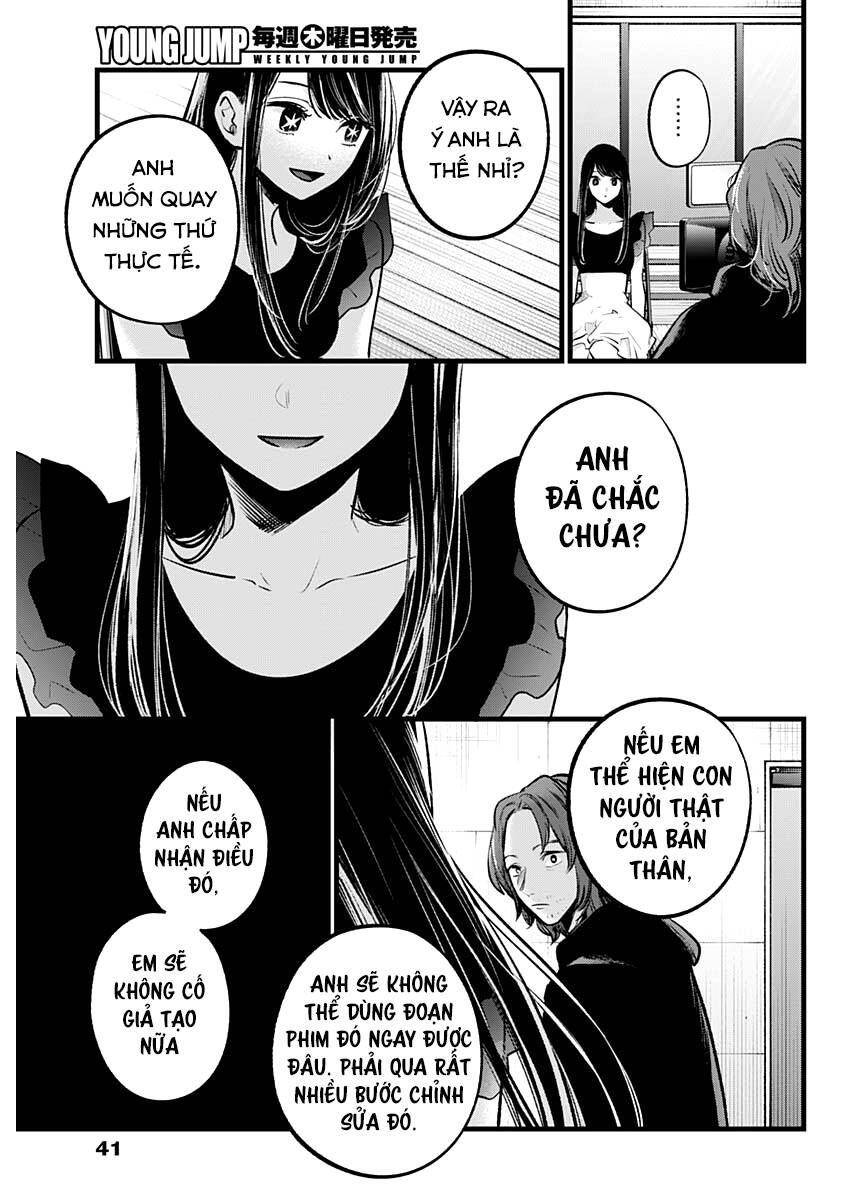 YOUNG JUMP 毎週木曜日発売
WEEKLY YOUNG JUMP
......
VẬY RA
Ý ANH LÀ
THẾ NHỈ?
ANH
MUỐN QUAY
NHỮNG THỨ
THỰC TẾ.
ANH
ĐÃ CHẮC
CHƯA?
NẾU EM
THỂ HIỆN CON
NGƯỜI THẬT
CỦA BẢN
THÂN,
ANH SẼ KHÔNG
THỂ DÙNG ĐOẠN
PHIM ĐÓ NGAY ĐƯỢC
ĐÂU. PHẢI QUA RẤT
NHIỀU BƯỚC CHỈNH
SỬA ĐÓ.
NẾU
ANH CHẤP
NHẬN ĐIỀU
ĐÓ,
EM SẼ
KHÔNG CỐ
GIẢ TẠO
NỮA
41